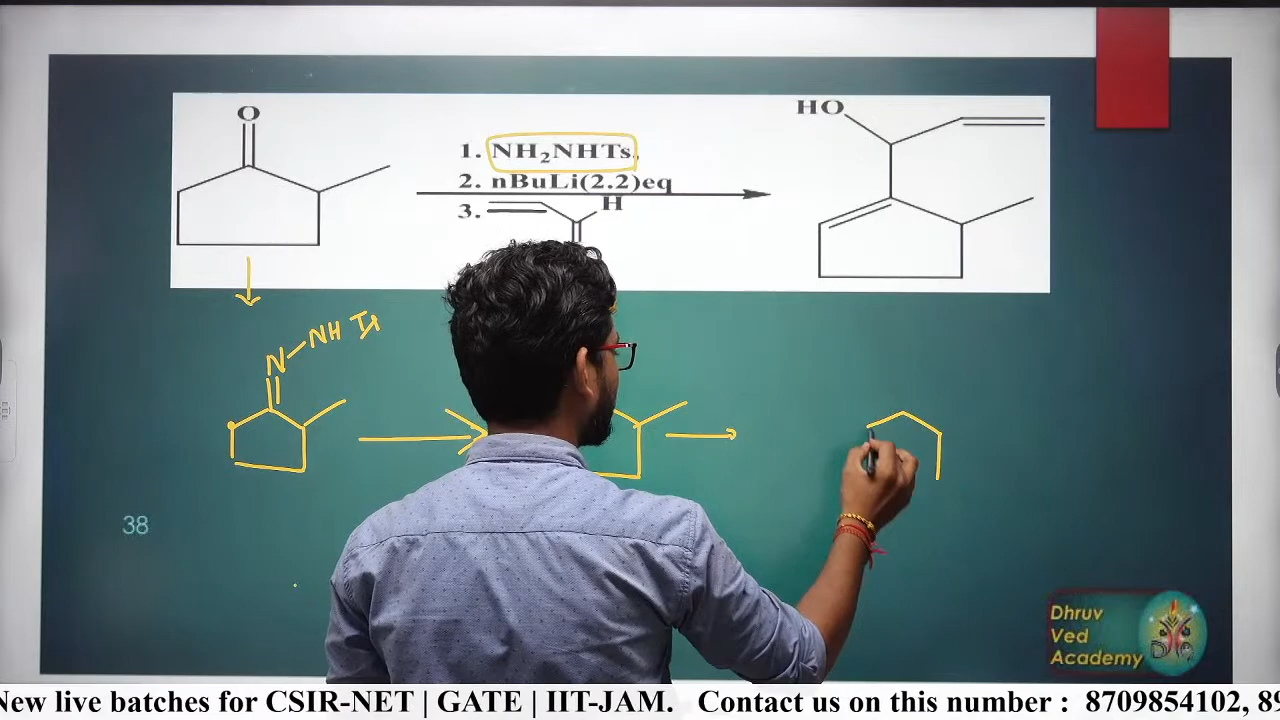 O
1. NH₂NHTs,
2. nBuLi(2.2)eq
3.
H
HO
N
NH Ts
38
Dhruv
Ved
Academy
New live batches for CSIR-NET | GATE | IIT-JAM. Contact us on this number : 8709854102, 89